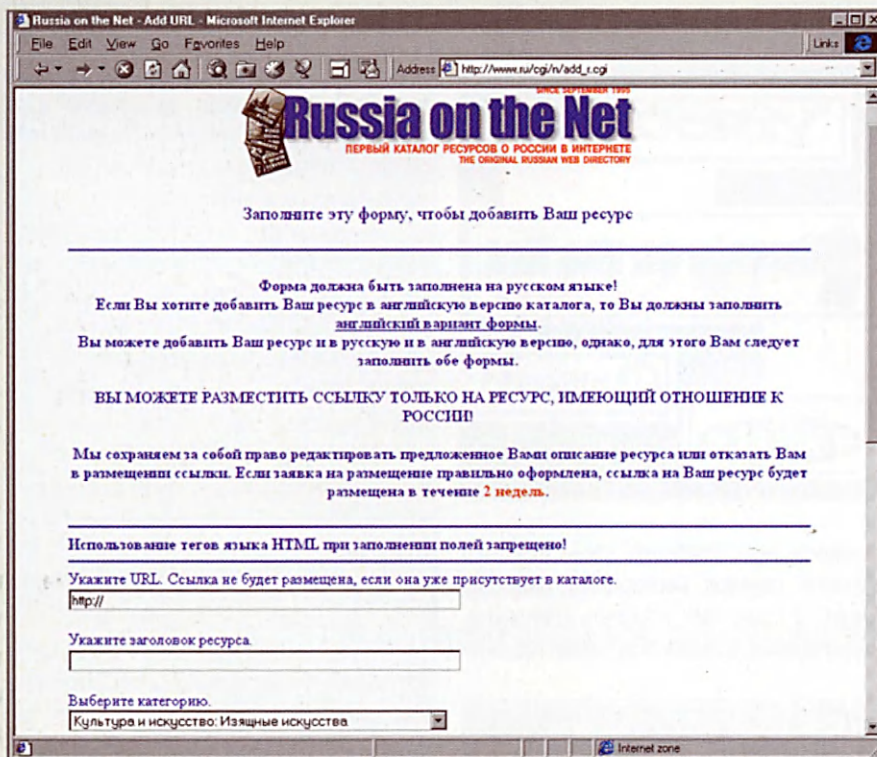 Russia on the Net - Add URL - Microsoft Internet Explorer
File Edit View Go Favorites Help
Links
Address http://www.ru/cgi/n/add_r.cgi
SINCE SEPTEMBER 1995
Russia on the Net
ПЕРВЫЙ КАТАЛОГ РЕСУРСОВ О РОССИИ В ИНТЕРНЕТЕ
THE ORIGINAL RUSSIAN WEB DIRECTORY
Заполните эту форму, чтобы добавить Ваш ресурс
Форма должна быть заполнена на русском языке!
Если Вы хотите добавить Ваш ресурс в английскую версию каталога, то Вы должны заполнить
английский вариант формы.
Вы можете добавить Ваш ресурс и в русскую и в английскую версию, однако, для этого Вам следует
заполнить обе формы.
ВЫ МОЖЕТЕ РАЗМЕСТИТЬ ССЫЛКУ ТОЛЬКО НА РЕСУРС, ИМЕЮЩИЙ ОТНОШЕНИЕ К
РОССИИ!
Мы сохраняем за собой право редактировать предложенное Вами описание ресурса или отказать Вам
в размещении ссылки. Если заявка на размещение правильно оформлена, ссылка на Ваш ресурс будет
размещена в течение 2 недель.
Использование тегов языка HTML при заполнении полей запрещено!
Укажите URL. Ссылка не будет размещена, если она уже присутствует в каталоге.
http://
Укажите заголовок ресурса.
Выберите категорию.
Культура и искусство: Изящные искусства
Internet zone